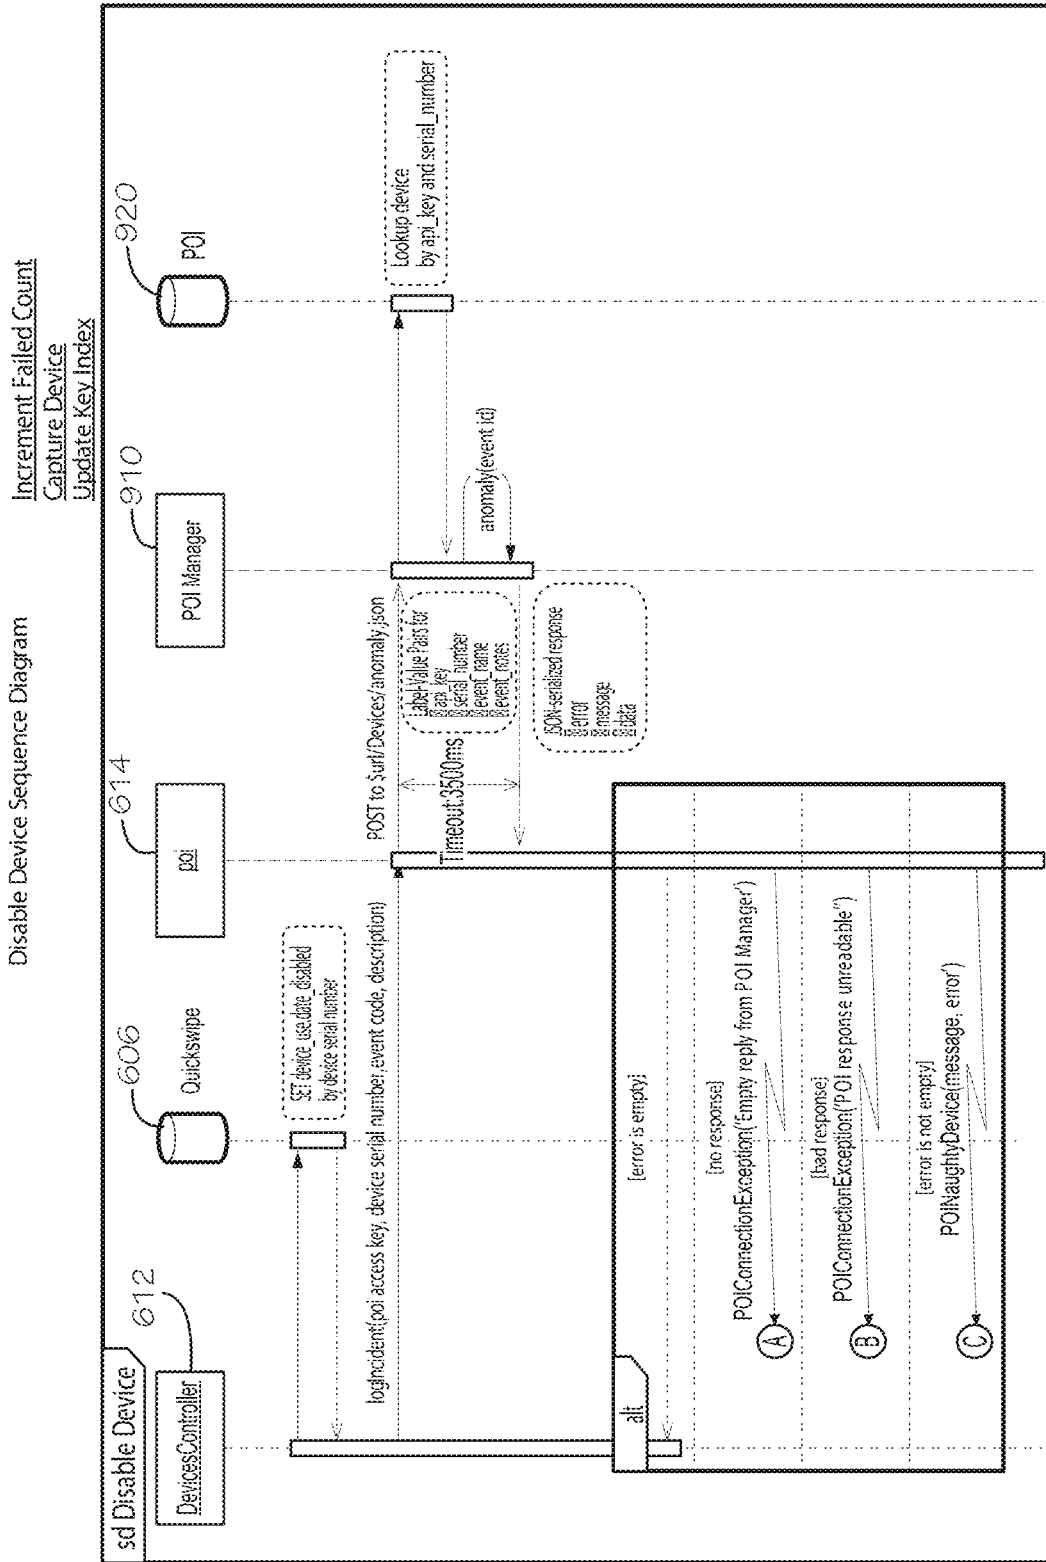 Disable Device Sequence Diagram
Increment Failed Count
Capture Device
Update Key Index
sd Disable Device
612
DevicesController
606
Quickswipe
614
poi
910
POI Manager
920
POI
SET device_use.date_disabled
by device serial number
logIncident(poi access key, device serial number, event code, description)
POST to $url/Devices/anomaly.json
Lookup device
by api_key and serial_number
Label-Value Pairs for
api_key
serial_number
event_name
event_notes
Timeout:3500ms
anomaly(event id)
JSON-serialized response
error
message
data
alt
[error is empty]
[no response]
POIConnectionException('Empty reply from POI Manager')
A
[bad response]
POIConnectionException('POI response unreadable")
B
[error is not empty]
POINaughtyDevice(message, error')
C